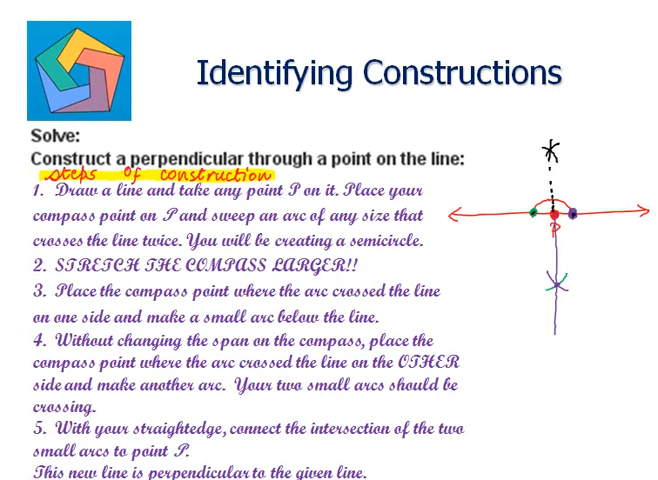 Identifying Constructions
Solve:
Construct a perpendicular through a point on the line:
steps of construction
1. Draw a line and take any point P on it. Place your
compass point on P and sweep an arc of any size that
crosses the line twice. You will be creating a semicircle.
2. STRETCH THE COMPASS LARGER!!
3. Place the compass point where the arc crossed the line
on one side and make a small arc below the line.
4. Without changing the span on the compass, place the
compass point where the arc crossed the line on the OTHER
side and make another arc. Your two small arcs should be
crossing.
5. With your straightedge, connect the intersection of the two
small arcs to point P.
This new line is perpendicular to the given line.
P